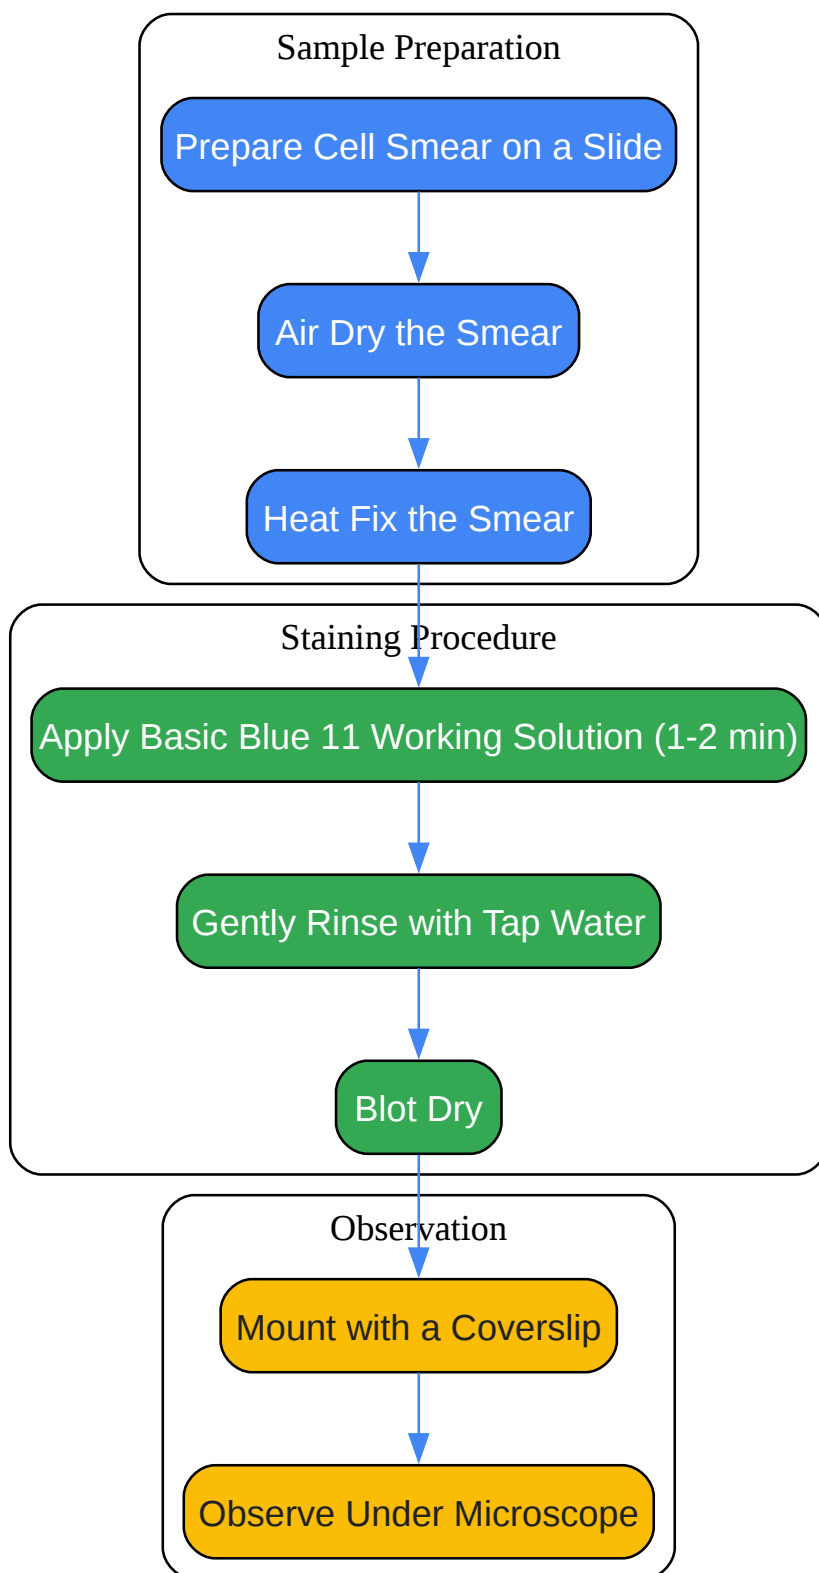 Sample Preparation
Prepare Cell Smear on a Slide
Air Dry the Smear
Heat Fix the Smear
Staining Procedure
Apply Basic Blue 11 Working Solution (1-2 min)
Gently Rinse with Tap Water
Blot Dry
Observation
Mount with a Coverslip
Observe Under Microscope